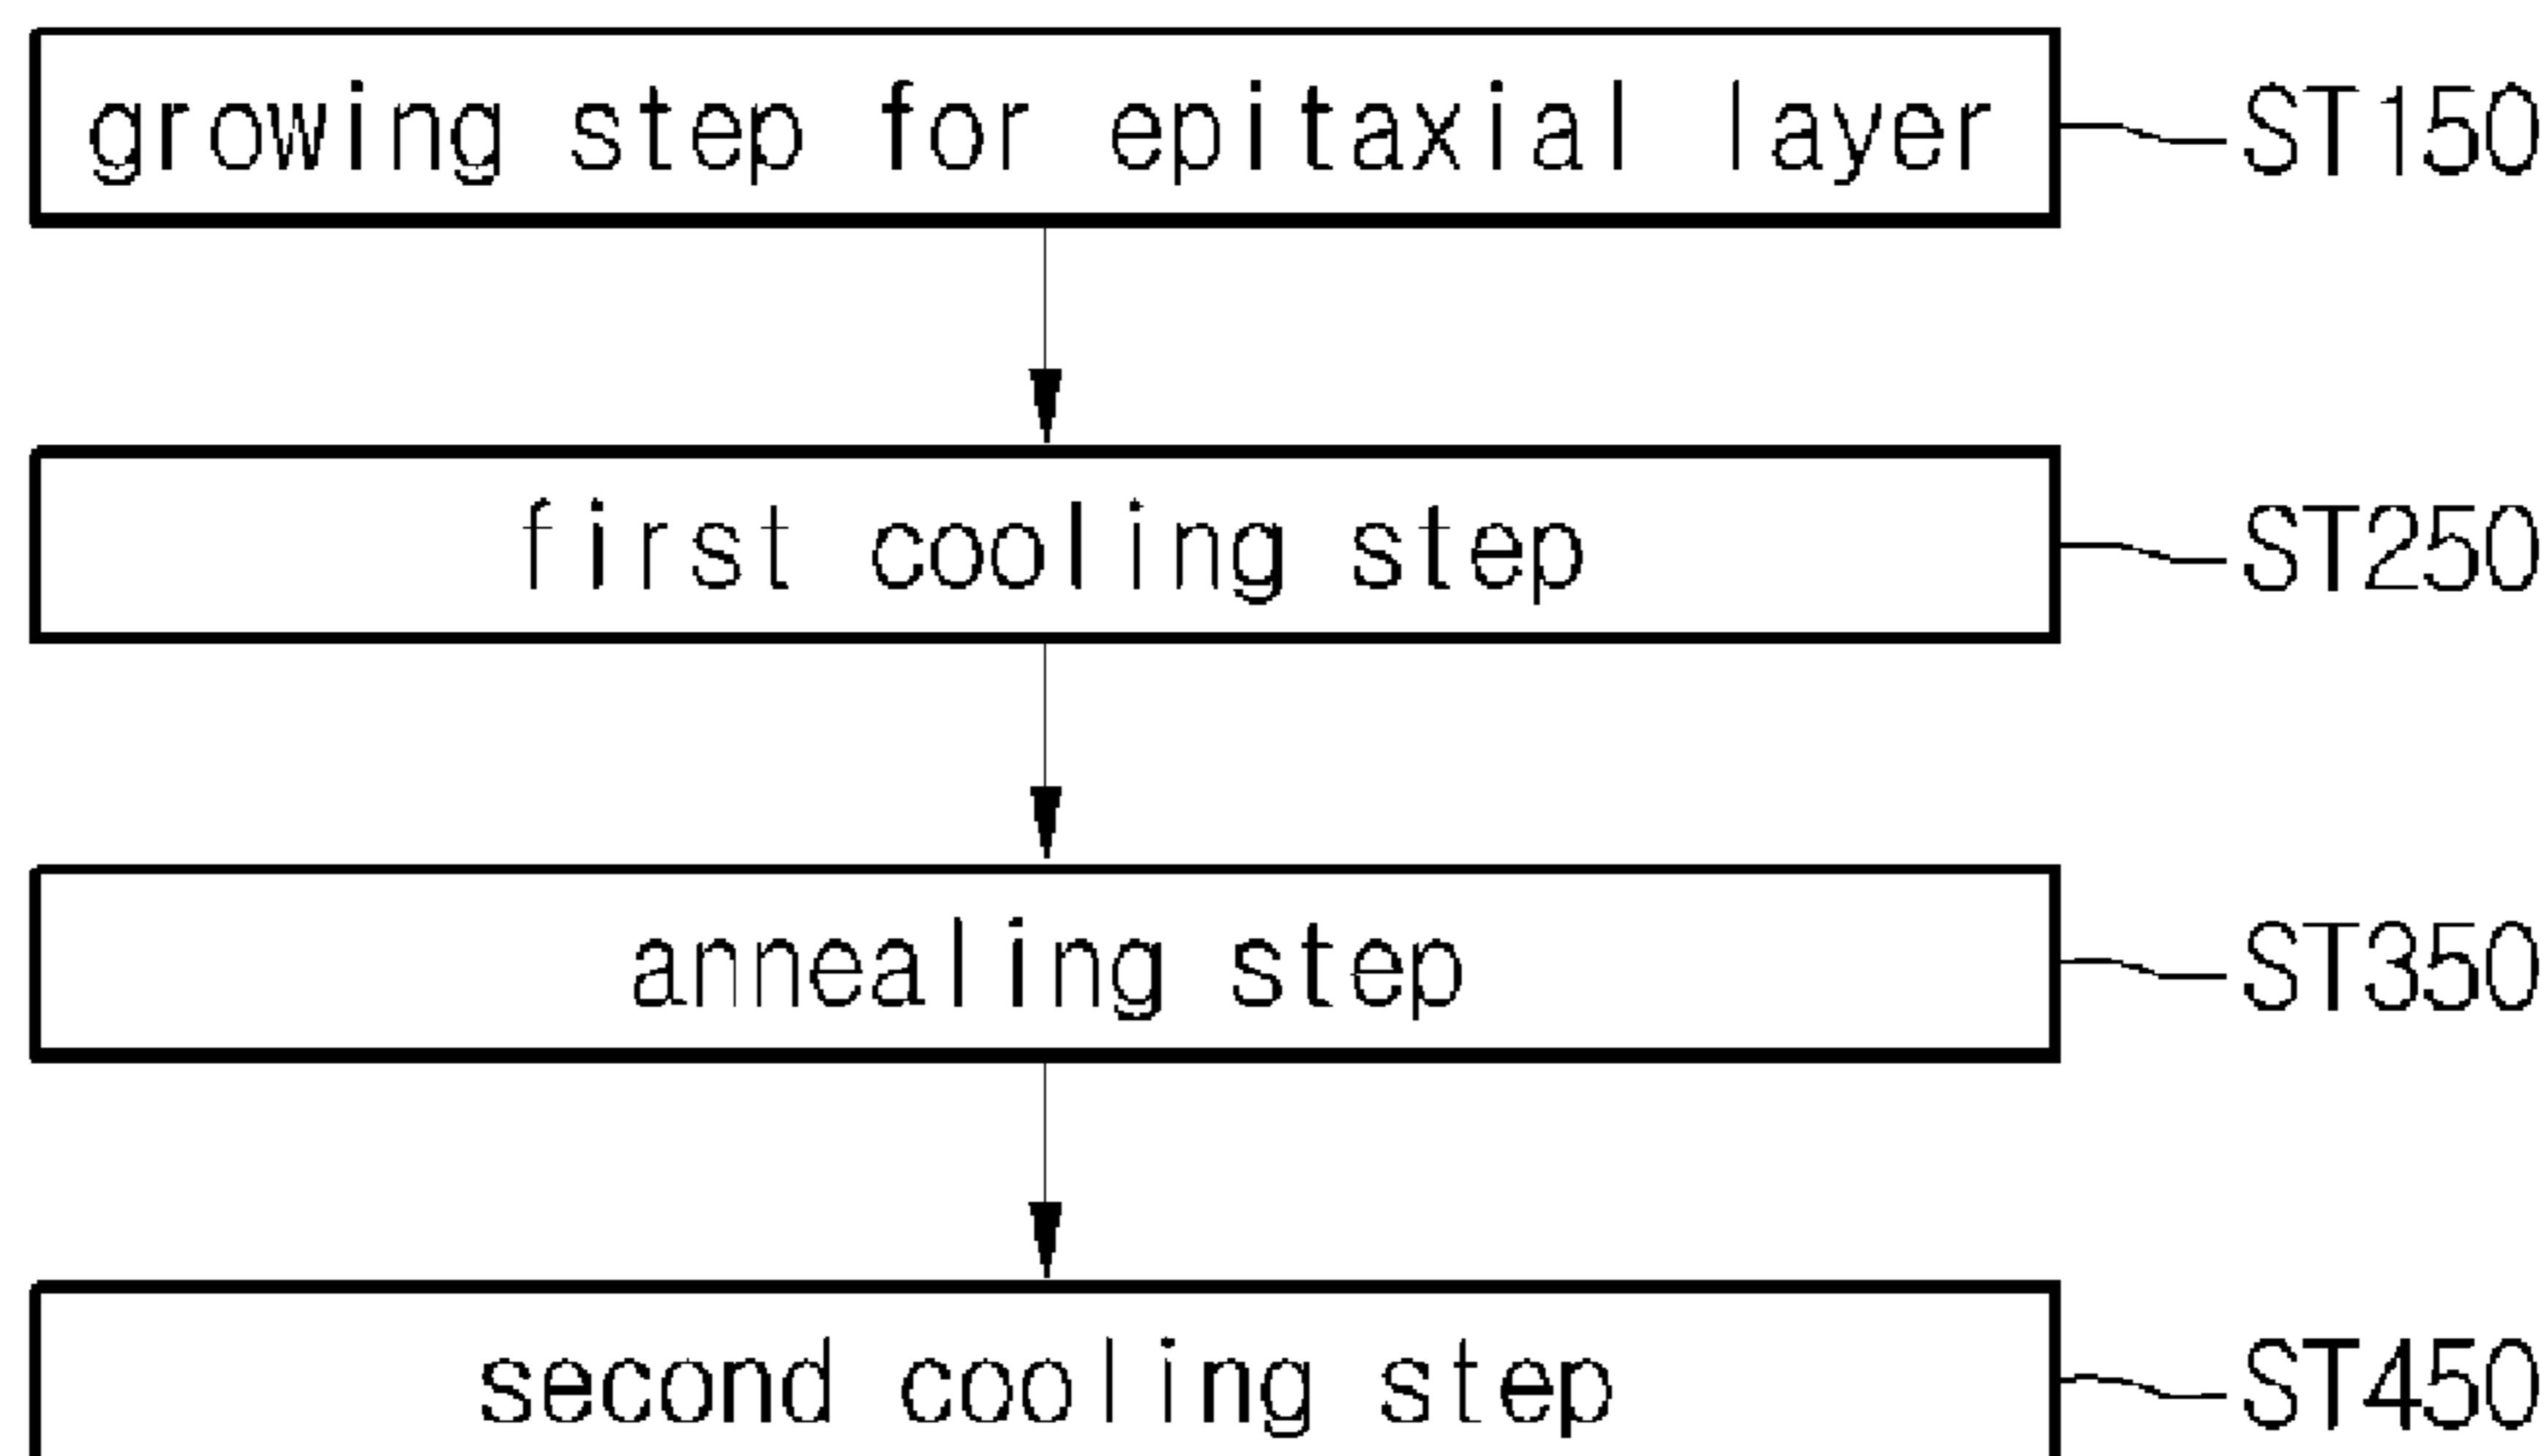 growing step for epitaxial layer ST150
first cooling step ST250
annealing step ST350
second cooling step ST450